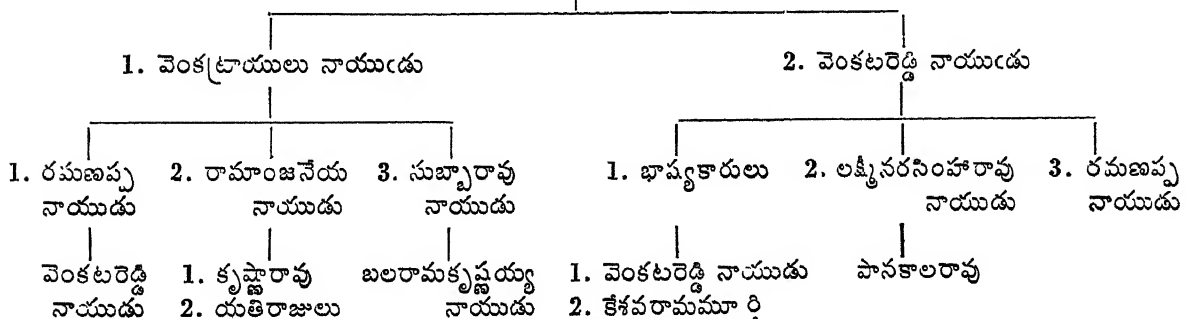 1. వెంకట్రాయులు నాయుఁడు 2. వెంకటరెడ్డి నాయుఁడు
1. రమణప్ప 2. రామాంజనేయ 3. సుబ్బారావు 1. భాష్యకారులు 2. లక్ష్మీనరసింహారావు 3. రమణప్ప
నాయుడు నాయుడు నాయుడు నాయుడు నాయుడు
వెంకటరెడ్డి 1. కృష్ణారావు బలరామకృష్ణయ్య 1. వెంకటరెడ్డి నాయుడు పానకాలరావు
నాయుడు 2. యతిరాజులు నాయుడు 2. కేశవరామమూర్తి